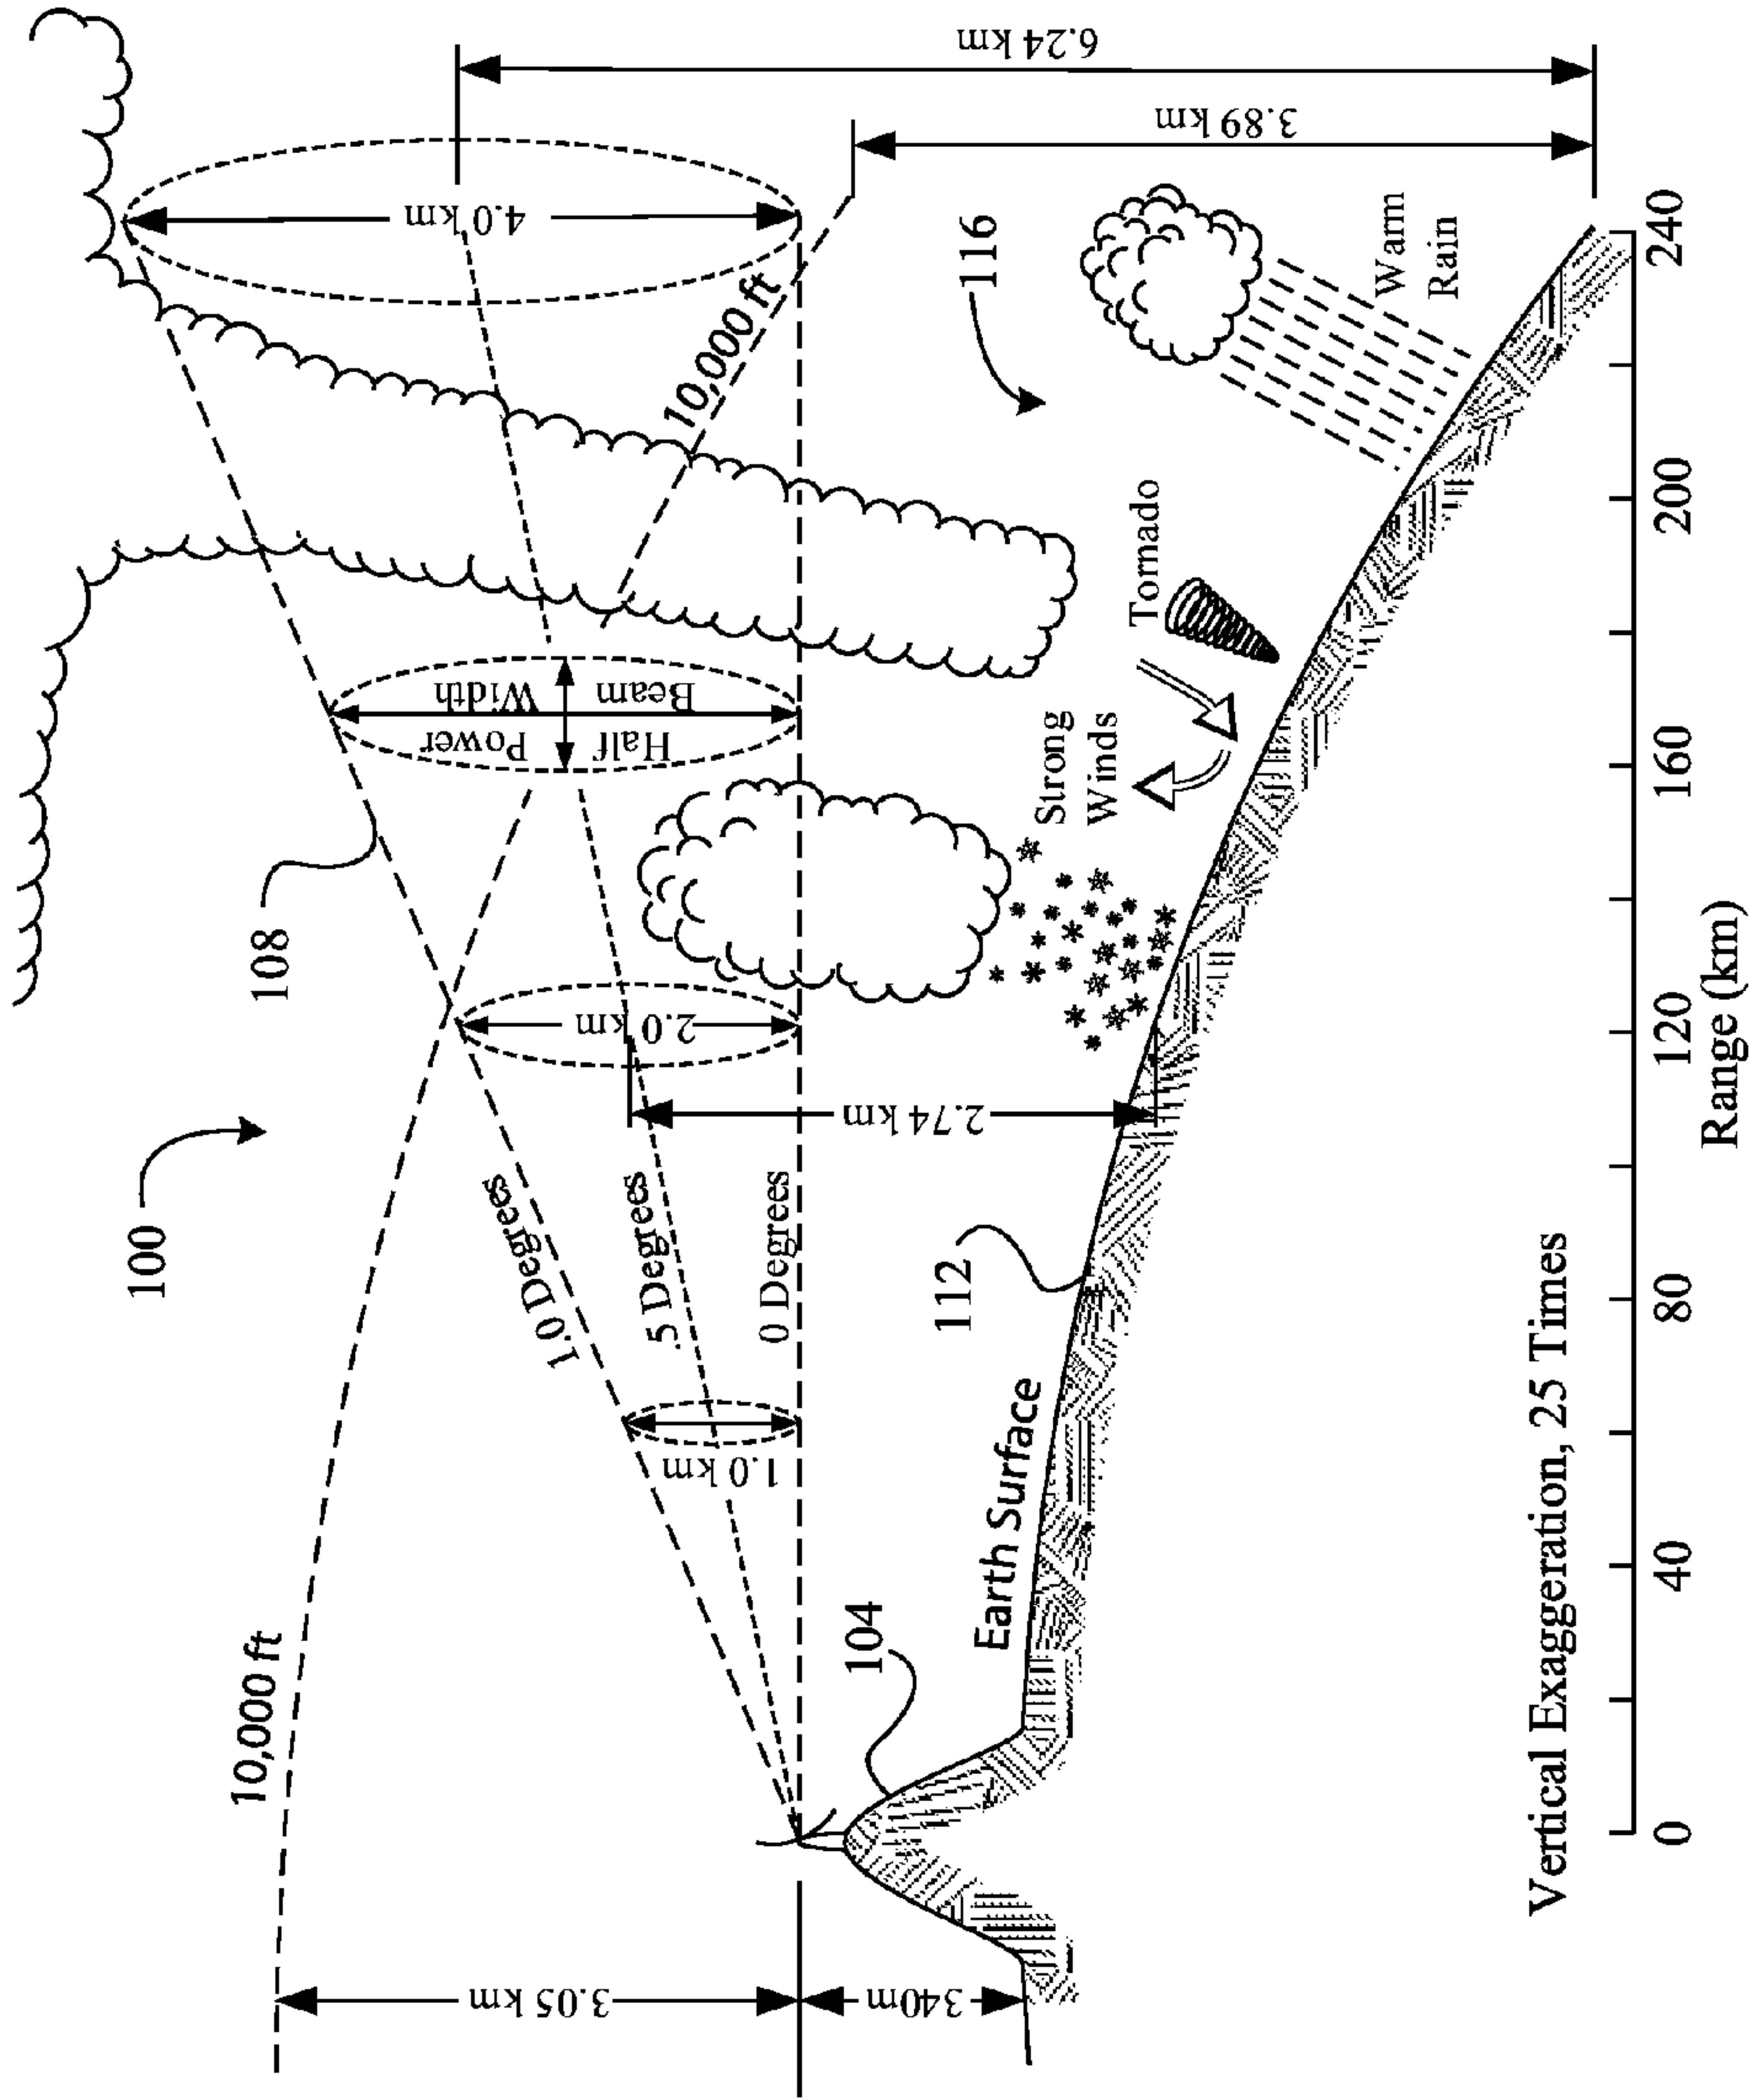 100
108
116
10,000 ft
10,000 ft
1.0 Degrees
.5 Degrees
0 Degrees
1.0 km
2.0 km
4.0 km
Half
Power
Beam
Width
3.05 km
340m
2.74 km
3.89 km
6.24 km
104
112
Earth Surface
Strong
Winds
Tornado
Warm
Rain
Vertical Exaggeration, 25 Times
0
40
80
120
160
200
240
Range (km)